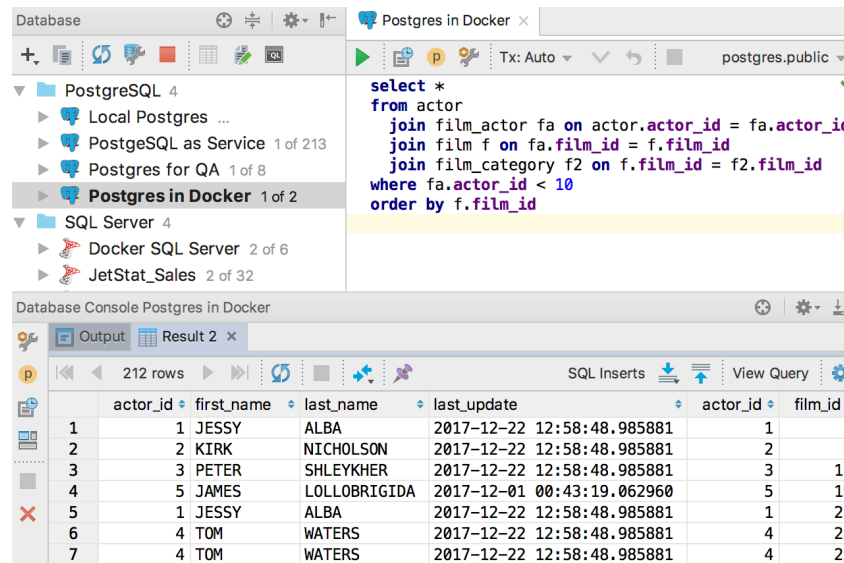 Database
Postgres in Docker
Tx: Auto
postgres.public
PostgreSQL 4
Local Postgres ...
PostgeSQL as Service 1 of 213
Postgres for QA 1 of 8
Postgres in Docker 1 of 2
SQL Server 4
Docker SQL Server 2 of 6
JetStat_Sales 2 of 32
select *
from actor
join film_actor fa on actor.actor_id = fa.actor_id
join film f on fa.film_id = f.film_id
join film_category f2 on f.film_id = f2.film_id
where fa.actor_id < 10
order by f.film_id
Database Console Postgres in Docker
Output Result 2
212 rows SQL Inserts View Query
actor_id first_name last_name last_update actor_id film_id
1 1 JESSY ALBA 2017-12-22 12:58:48.985881 1
2 2 KIRK NICHOLSON 2017-12-22 12:58:48.985881 2
3 3 PETER SHLEYKHER 2017-12-22 12:58:48.985881 3 1
4 5 JAMES LOLLOBRIGIDA 2017-12-01 00:43:19.062960 5 1
5 1 JESSY ALBA 2017-12-22 12:58:48.985881 1 2
6 4 TOM WATERS 2017-12-22 12:58:48.985881 4 2
7 4 TOM WATERS 2017-12-22 12:58:48.985881 4 2